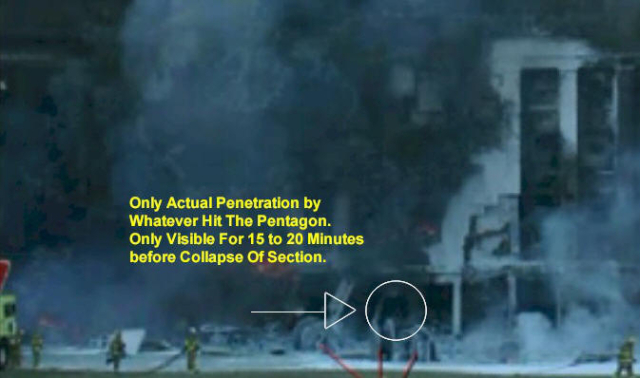 Only Actual Penetration by
Whatever Hit The Pentagon.
Only Visible For 15 to 20 Minutes
before Collapse Of Section.